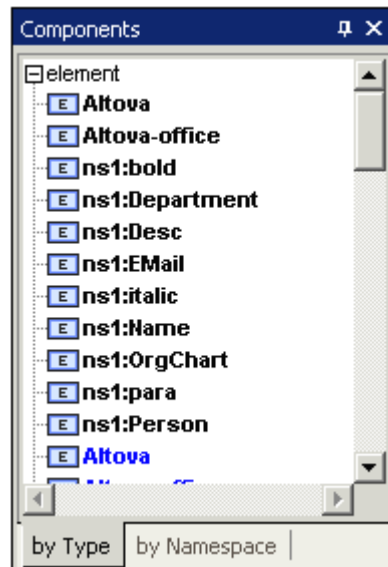 Components
element
E Altova
E Altova-office
E ns1:bold
E ns1:Department
E ns1:Desc
E ns1:EMail
E ns1:italic
E ns1:Name
E ns1:OrgChart
E ns1:para
E ns1:Person
E Altova
by Type by Namespace